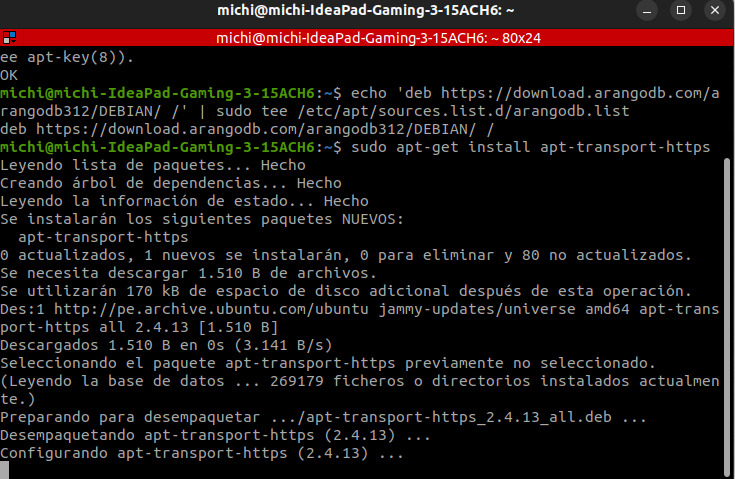 michi@michi-IdeaPad-Gaming-3-15ACH6: ~
michi@michi-IdeaPad-Gaming-3-15ACH6: ~ 80x24
ee apt-key(8)).
OK
michi@michi-IdeaPad-Gaming-3-15ACH6:~$ echo 'deb https://download.arangodb.com/a
rangodb312/DEBIAN/ /' | sudo tee /etc/apt/sources.list.d/arangodb.list
deb https://download.arangodb.com/arangodb312/DEBIAN/ /
michi@michi-IdeaPad-Gaming-3-15ACH6:~$ sudo apt-get install apt-transport-https
Leyendo lista de paquetes... Hecho
Creando árbol de dependencias... Hecho
Leyendo la información de estado... Hecho
Se instalarán los siguientes paquetes NUEVOS:
  apt-transport-https
0 actualizados, 1 nuevos se instalarán, 0 para eliminar y 80 no actualizados.
Se necesita descargar 1.510 B de archivos.
Se utilizarán 170 kB de espacio de disco adicional después de esta operación.
Des:1 http://pe.archive.ubuntu.com/ubuntu jammy-updates/universe amd64 apt-trans
port-https all 2.4.13 [1.510 B]
Descargados 1.510 B en 0s (3.141 B/s)
Seleccionando el paquete apt-transport-https previamente no seleccionado.
(Leyendo la base de datos ... 269179 ficheros o directorios instalados actualmen
te.)
Preparando para desempaquetar .../apt-transport-https_2.4.13_all.deb ...
Desempaquetando apt-transport-https (2.4.13) ...
Configurando apt-transport-https (2.4.13) ...